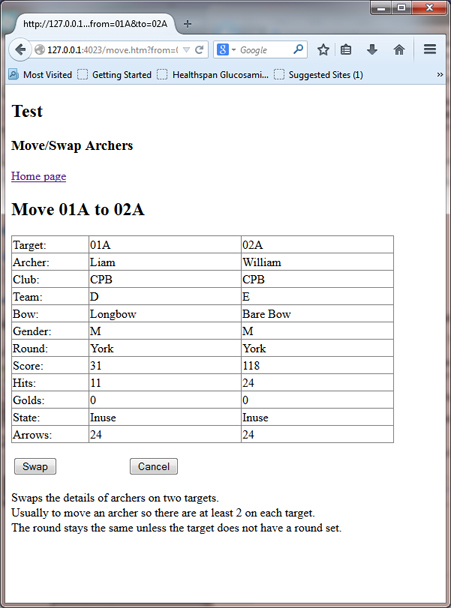 http://127.0.0.1...from=01A&to=02A
127.0.0.1:4023/move.htm?from=
Google
Most Visited Getting Started Healthspan Glucosami... Suggested Sites (1) »
Test
Move/Swap Archers
Home page
Move 01A to 02A
Target: 01A 02A
Archer: Liam William
Club: CPB CPB
Team: D E
Bow: Longbow Bare Bow
Gender: M M
Round: York York
Score: 31 118
Hits: 11 24
Golds: 0 0
State: Inuse Inuse
Arrows: 24 24
Swap Cancel
Swaps the details of archers on two targets.
Usually to move an archer so there are at least 2 on each target.
The round stays the same unless the target does not have a round set.